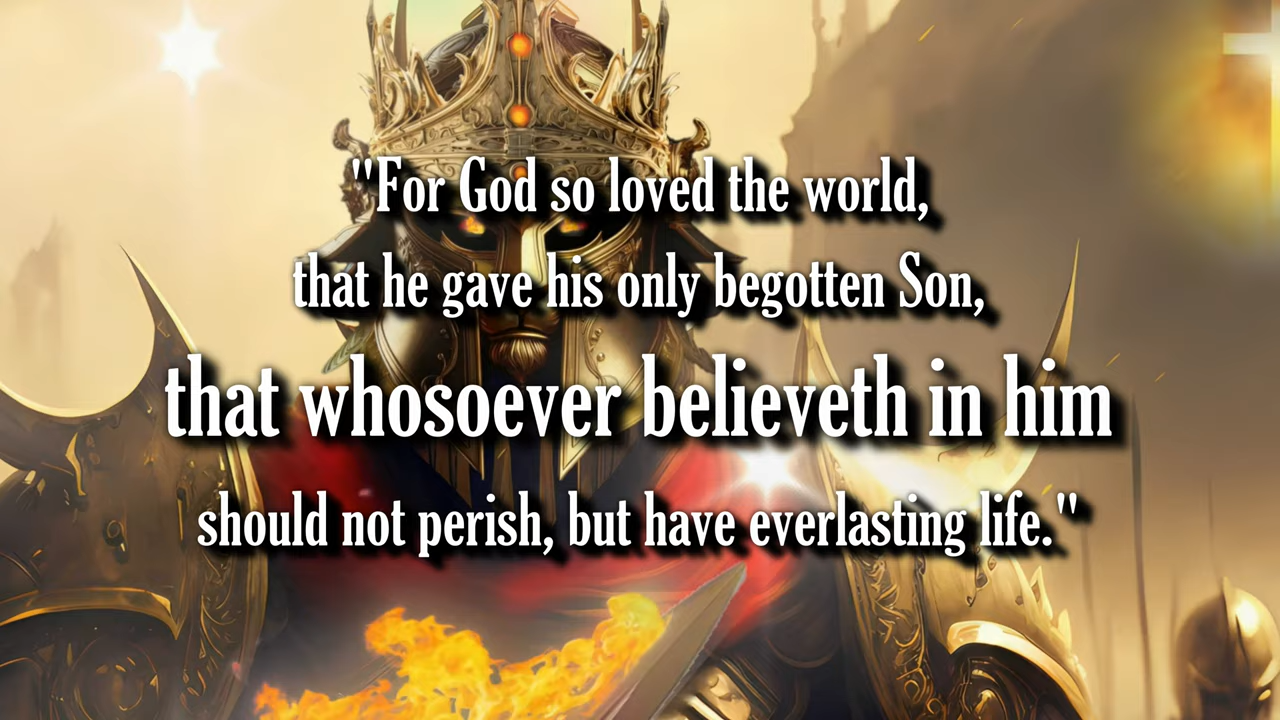 "For God so loved the world,
that he gave his only begotten Son,
that whosoever believeth in him
should not perish, but have everlasting life."